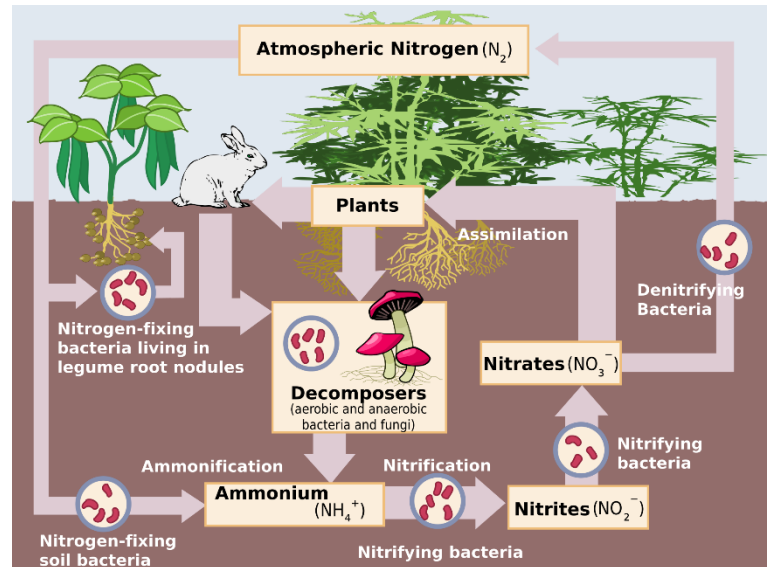 Atmospheric Nitrogen (N₂)
Plants
Assimilation
Denitrifying
Bacteria
Nitrogen-fixing
bacteria living in
legume root nodules
Decomposers
(aerobic and anaerobic
bacteria and fungi)
Nitrates (NO₃⁻)
Nitrifying
bacteria
Ammonification
Nitrification
Ammonium
(NH₄⁺)
Nitrites (NO₂⁻)
Nitrogen-fixing
soil bacteria
Nitrifying bacteria